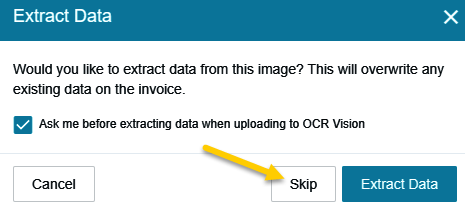 Extract Data
Would you like to extract data from this image? This will overwrite any
existing data on the invoice.
Ask me before extracting data when uploading to OCR Vision
Cancel
Skip
Extract Data